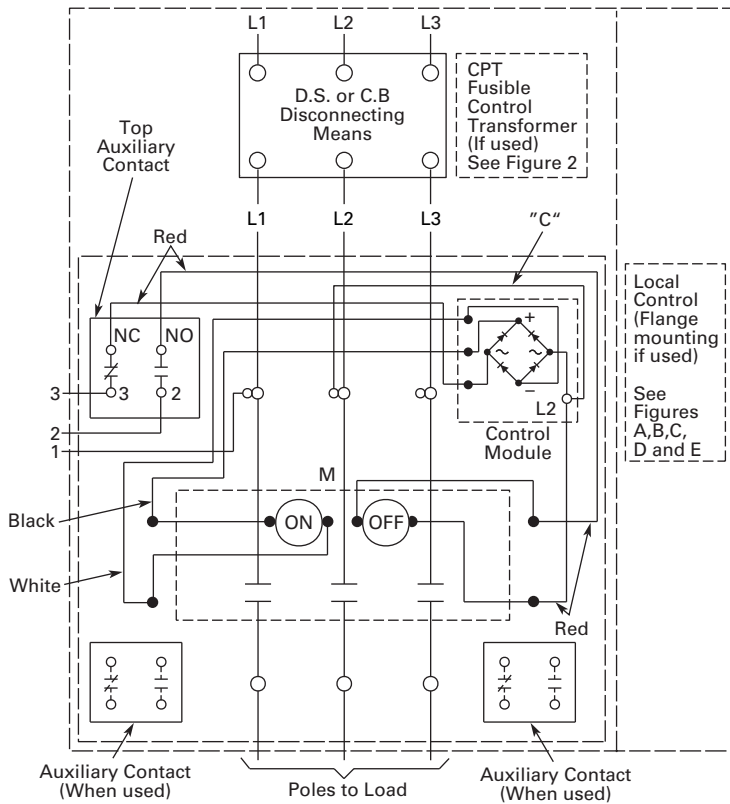 L1 L2 L3
D.S. or C.B
Disconnecting
Means
CPT
Fusible
Control
Transformer
(If used)
See Figure 2
Top
Auxiliary
Contact
L1 L2 L3
"C"
Red
NC NO
3 3 2
2
1
+
~ ~
–
L2
Control
Module
Local
Control
(Flange
mounting
if used)
See
Figures
A,B,C,
D and E
M
Black
ON OFF
White
Red
Auxiliary Contact
(When used)
Poles to Load
Auxiliary Contact
(When used)